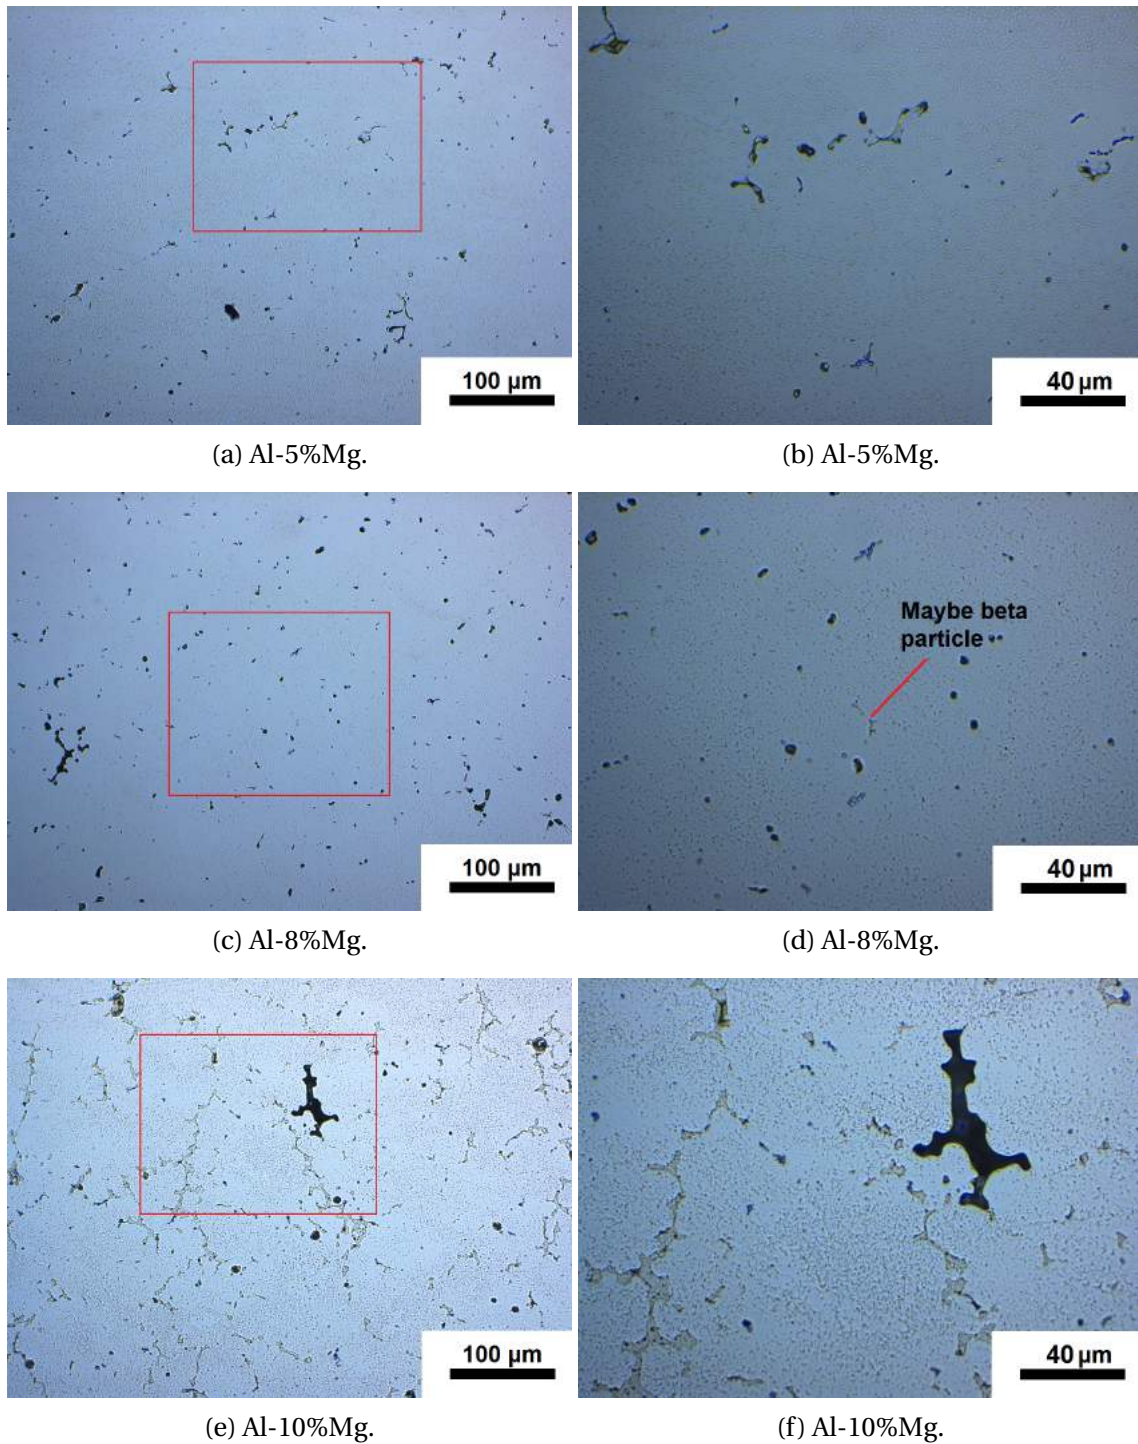 100 µm
40 µm
(a) Al-5%Mg.
(b) Al-5%Mg.
Maybe beta
particle
100 µm
40 µm
(c) Al-8%Mg.
(d) Al-8%Mg.
100 µm
40 µm
(e) Al-10%Mg.
(f) Al-10%Mg.